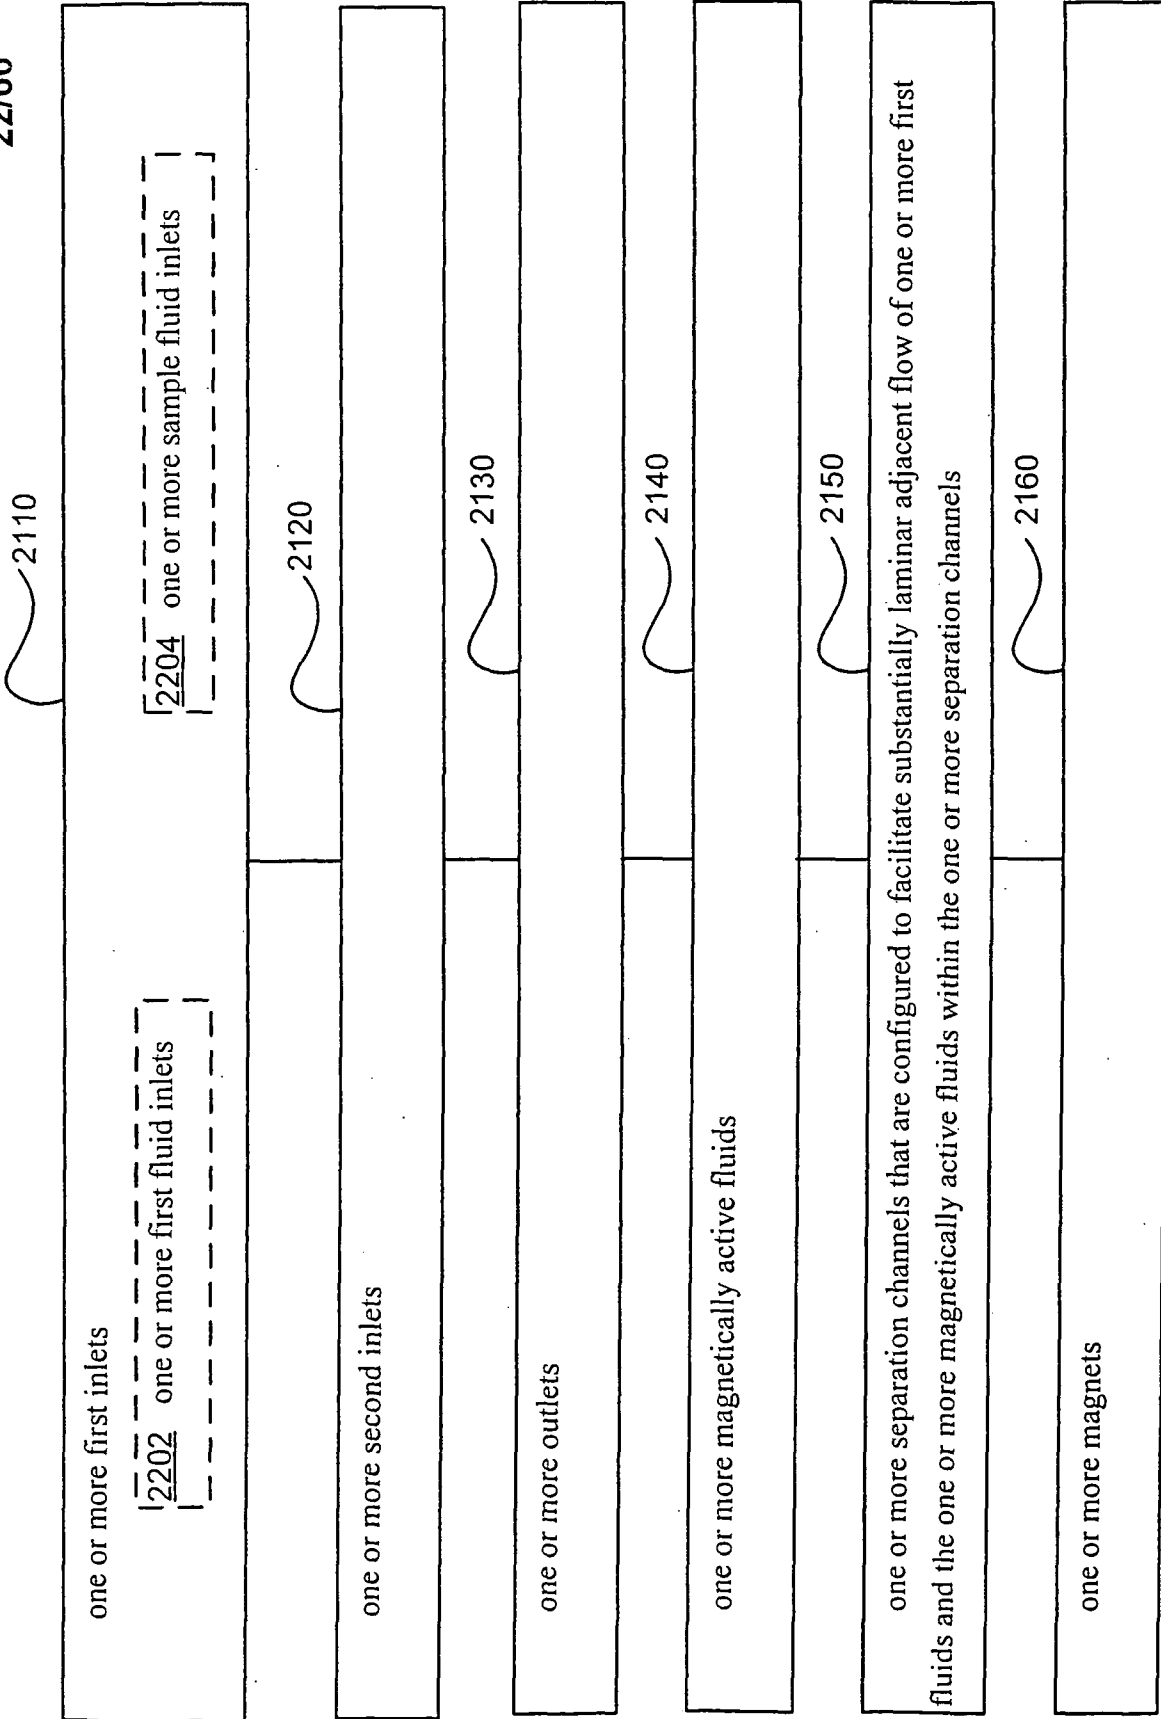 2110
one or more first inlets
2202 one or more first fluid inlets
2204 one or more sample fluid inlets
2120
one or more second inlets
2130
one or more outlets
2140
one or more magnetically active fluids
2150
one or more separation channels that are configured to facilitate substantially laminar adjacent flow of one or more first
fluids and the one or more magnetically active fluids within the one or more separation channels
2160
one or more magnets